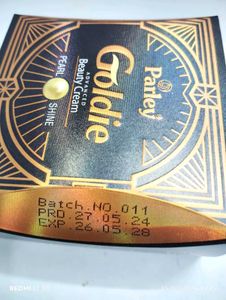 Parley
Goldie
ADVANCED
Beauty Cream
PEARL SHINE
Batch.NO.011
PRD.27.05.24
EXP.26.05.28